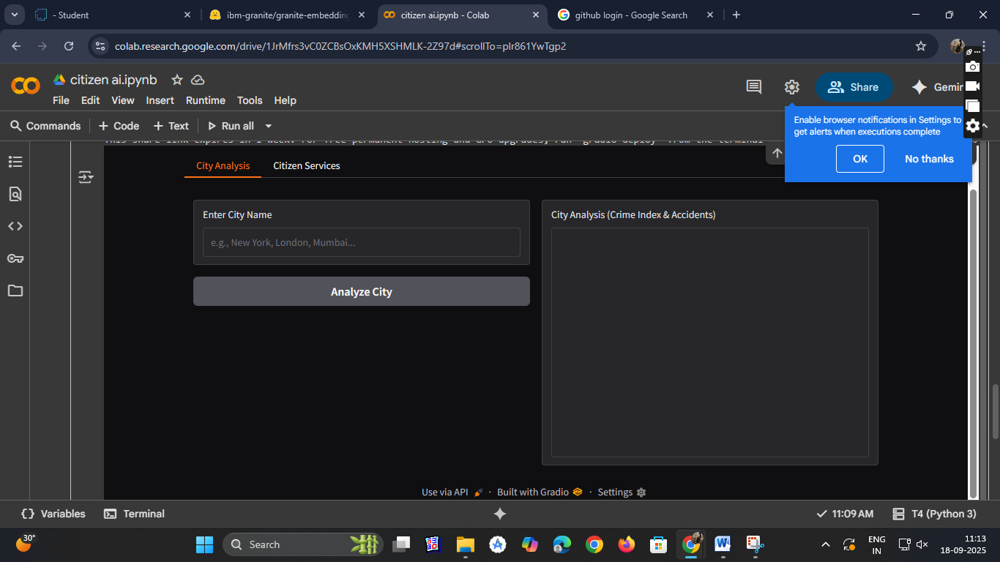 - Student
ibm-granite/granite-embedding
citizen ai.ipynb - Colab
github login - Google Search
colab.research.google.com/drive/1JrMfrs3vC0ZCBsOxKMH5XSHMLK-2Z97d#scrollTo=plr861YwTgp2
citizen ai.ipynb
File Edit View Insert Runtime Tools Help
Share
Gemin
Commands + Code + Text Run all
Enable browser notifications in Settings to
get alerts when executions complete
OK No thanks
This share link expires in 1 week. For free permanent hosting and GPU upgrades, run `gradio deploy` from the terminal
City Analysis Citizen Services
Enter City Name
e.g., New York, London, Mumbai...
Analyze City
City Analysis (Crime Index & Accidents)
Use via API · Built with Gradio · Settings
Variables Terminal
11:09 AM T4 (Python 3)
30°
Search
ENG
IN
11:13
18-09-2025